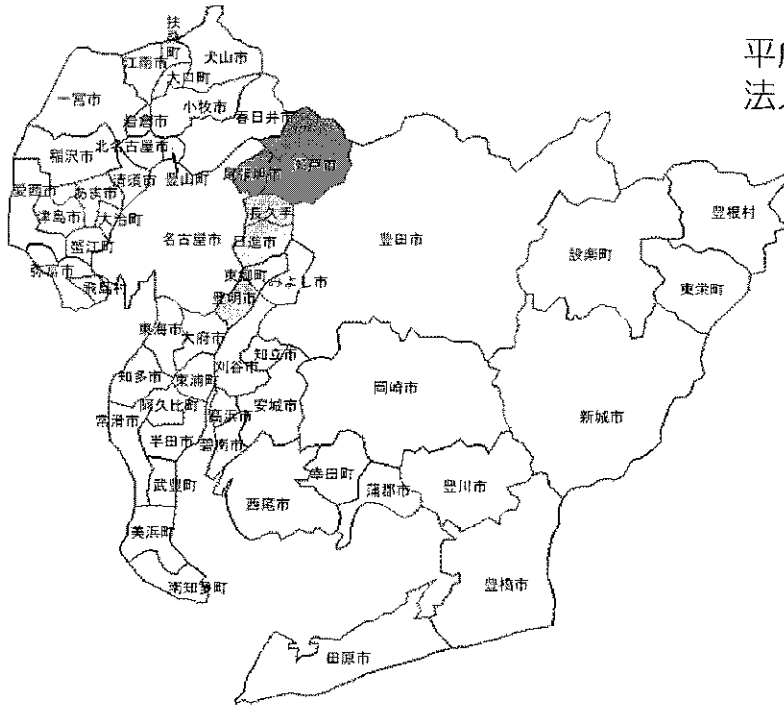 扶桑町
江南市
犬山市
大口町
一宮市
小牧市
岩倉市
春日井市
稲沢市
北名古屋市
瀬戸市
尾張旭市
愛西市
あま市
清須市
豊山町
津島市
大治町
長久手
豊根村
名古屋市
豊田市
蟹江町
日進市
設楽町
弥富市
東郷町
みよし市
飛島村
東栄町
豊明市
東海市
大府市
知立市
知多市
東浦町
刈谷市
岡崎市
阿久比町
高浜市
安城市
常滑市
新城市
半田市
碧南市
幸田町
武豊町
西尾市
蒲郡市
豊川市
美浜町
南知多町
豊橋市
田原市
平
法